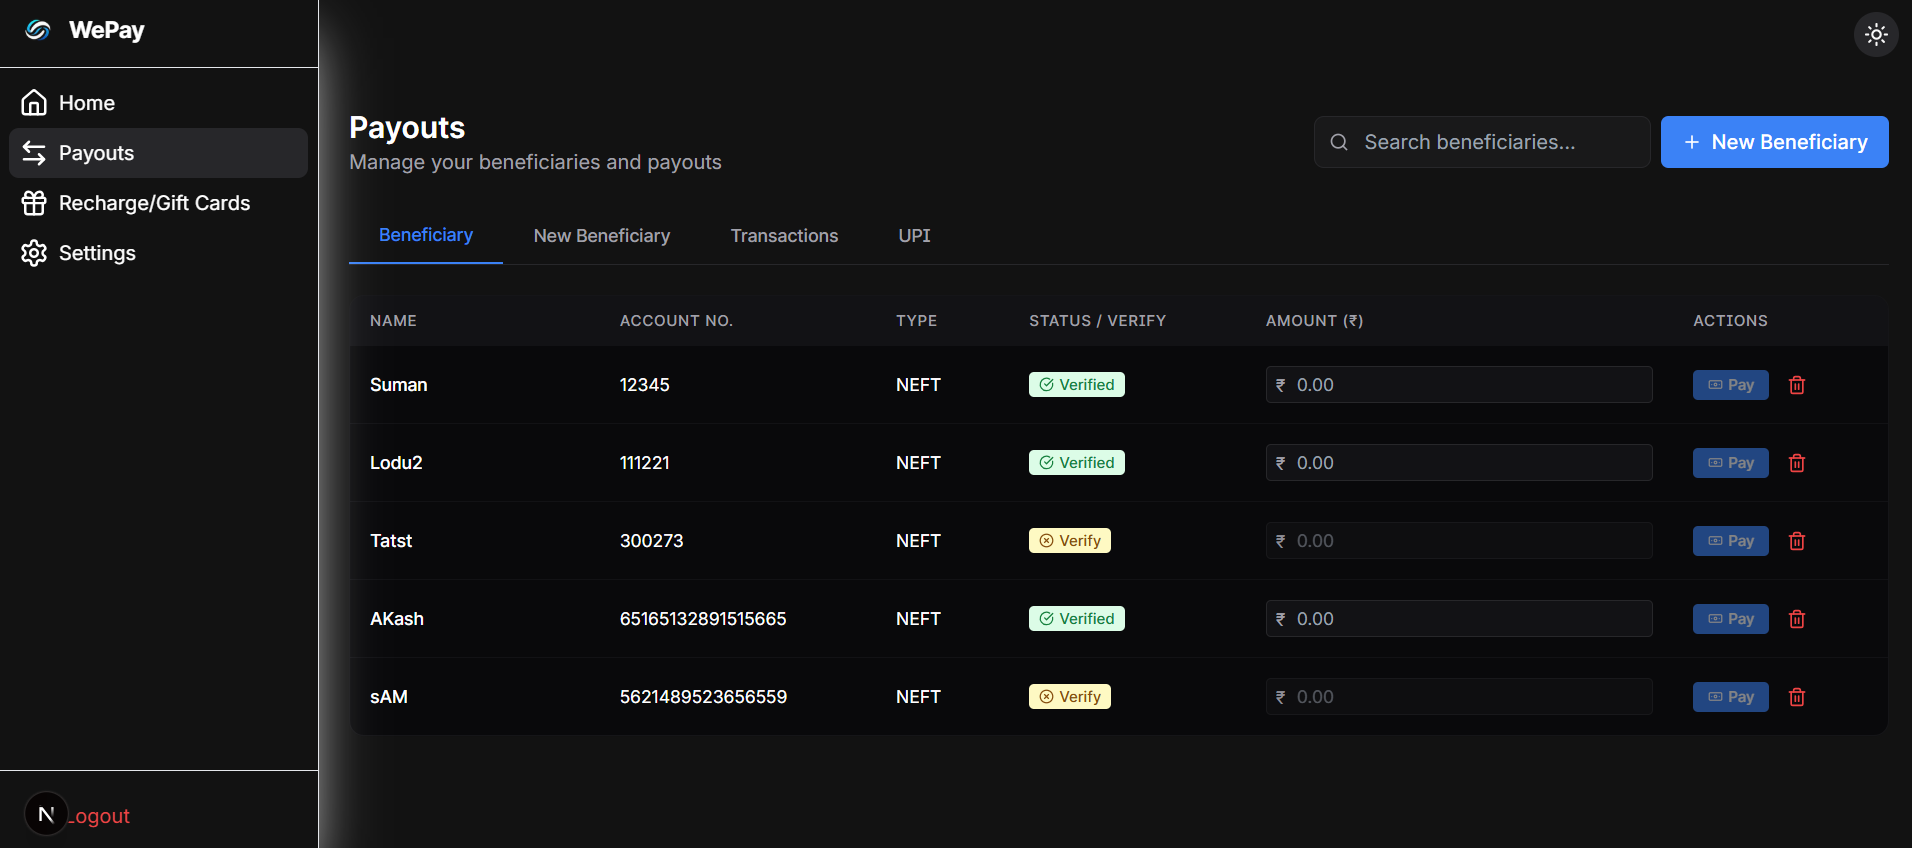 WePay
Home
Payouts
Recharge/Gift Cards
Settings
N
Logout
Payouts
Manage your beneficiaries and payouts
Search beneficiaries...
+ New Beneficiary
Beneficiary New Beneficiary Transactions UPI
NAME ACCOUNT NO. TYPE STATUS / VERIFY AMOUNT (₹) ACTIONS
Suman 12345 NEFT Verified ₹ 0.00 Pay
Lodu2 111221 NEFT Verified ₹ 0.00 Pay
Tatst 300273 NEFT Verify ₹ 0.00 Pay
AKash 65165132891515665 NEFT Verified ₹ 0.00 Pay
sAM 5621489523656559 NEFT Verify ₹ 0.00 Pay